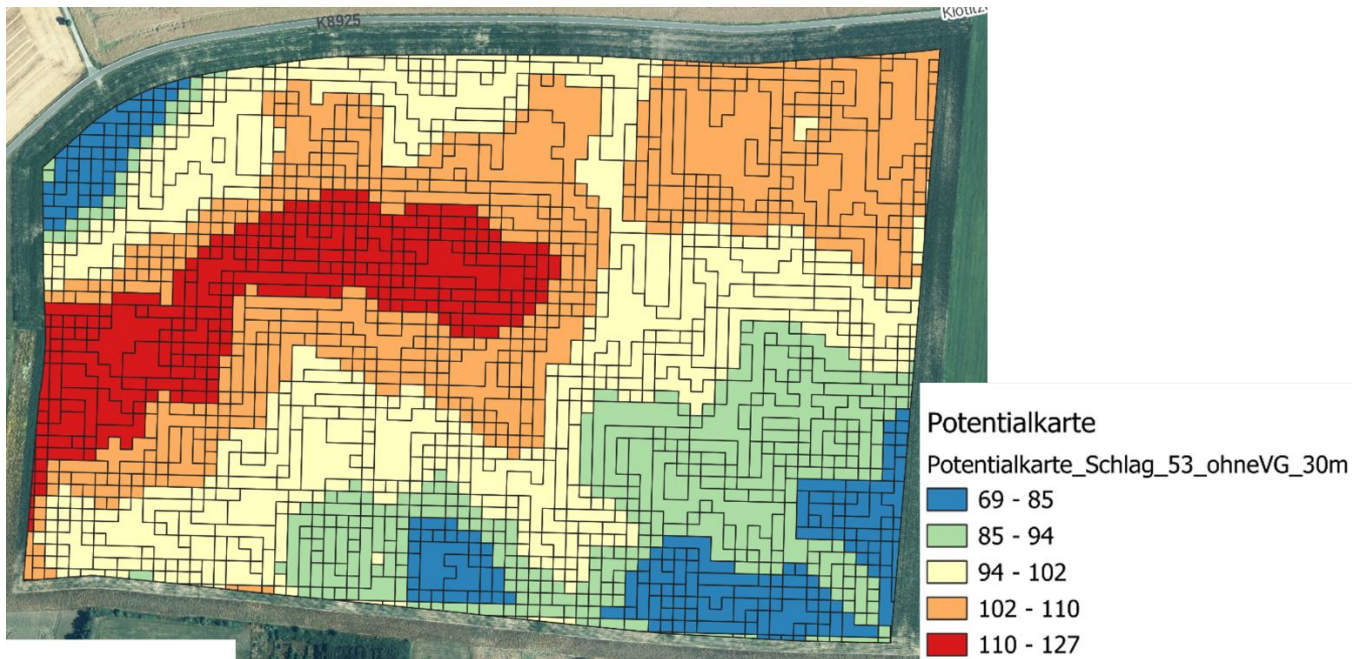 K8925
Potentialkarte
Potentialkarte_Schlag_53_ohneVG_30m
69 - 85
85 - 94
94 - 102
102 - 110
110 - 127